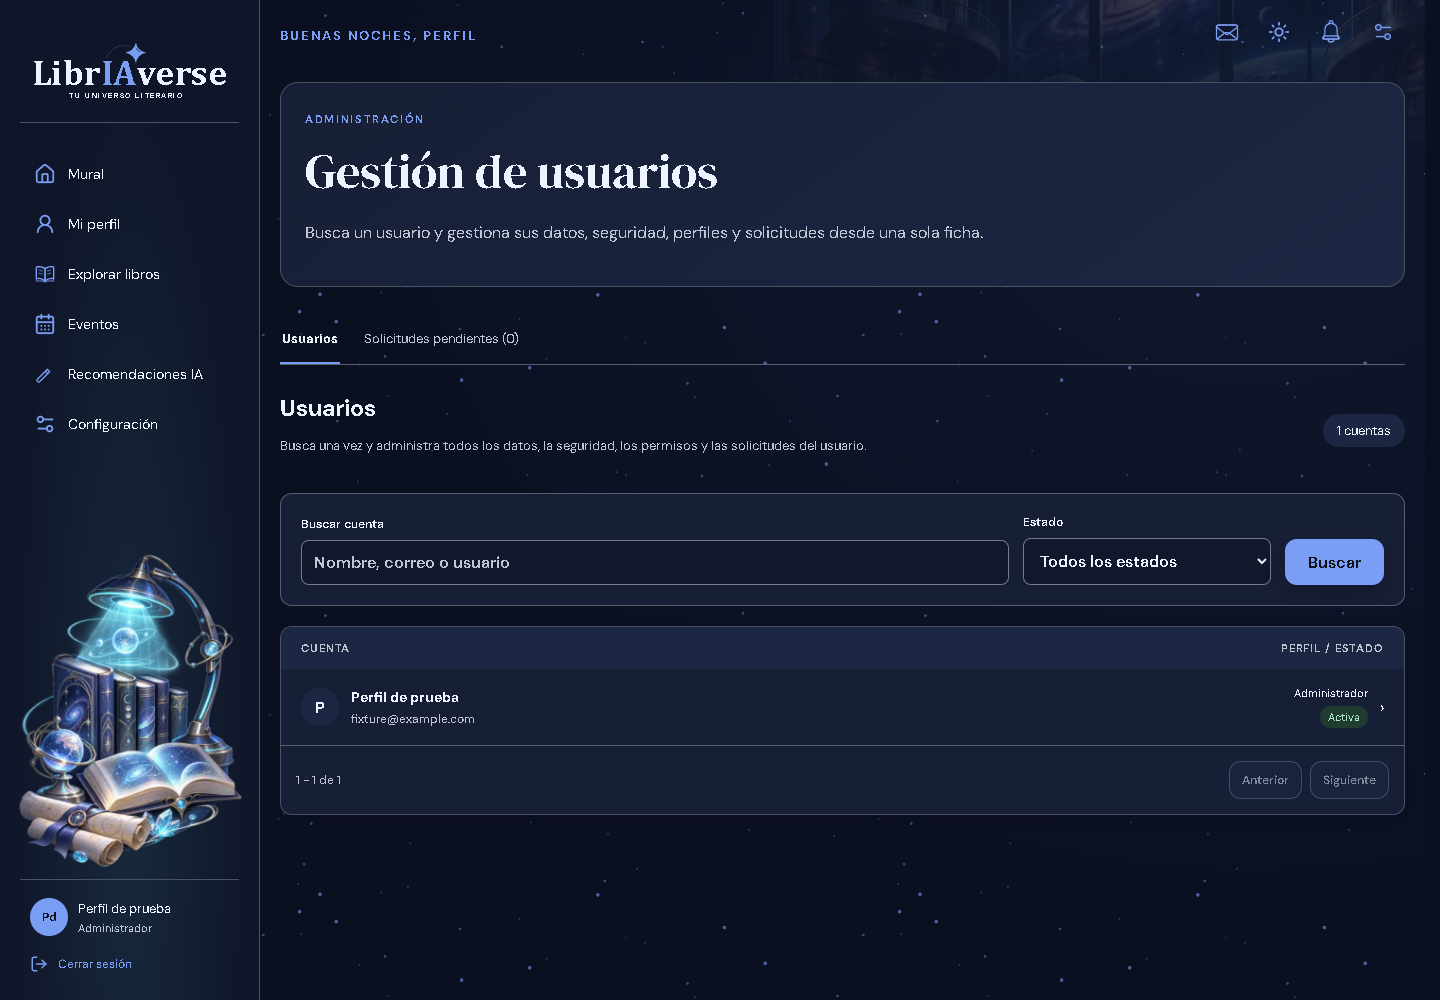 LibrIAverse
TU UNIVERSO LITERARIO
Mural
Mi perfil
Explorar libros
Eventos
Recomendaciones IA
Configuración
Pd
Perfil de prueba
Administrador
Cerrar sesión
BUENAS NOCHES, PERFIL
ADMINISTRACIÓN
Gestión de usuarios
Busca un usuario y gestiona sus datos, seguridad, perfiles y solicitudes desde una sola ficha.
Usuarios
Solicitudes pendientes (0)
Usuarios
Busca una vez y administra todos los datos, la seguridad, los permisos y las solicitudes del usuario.
1 cuentas
Buscar cuenta
Nombre, correo o usuario
Estado
Todos los estados
Buscar
CUENTA
PERFIL / ESTADO
P
Perfil de prueba
fixture@example.com
Administrador
Activa
1 – 1 de 1
Anterior
Siguiente